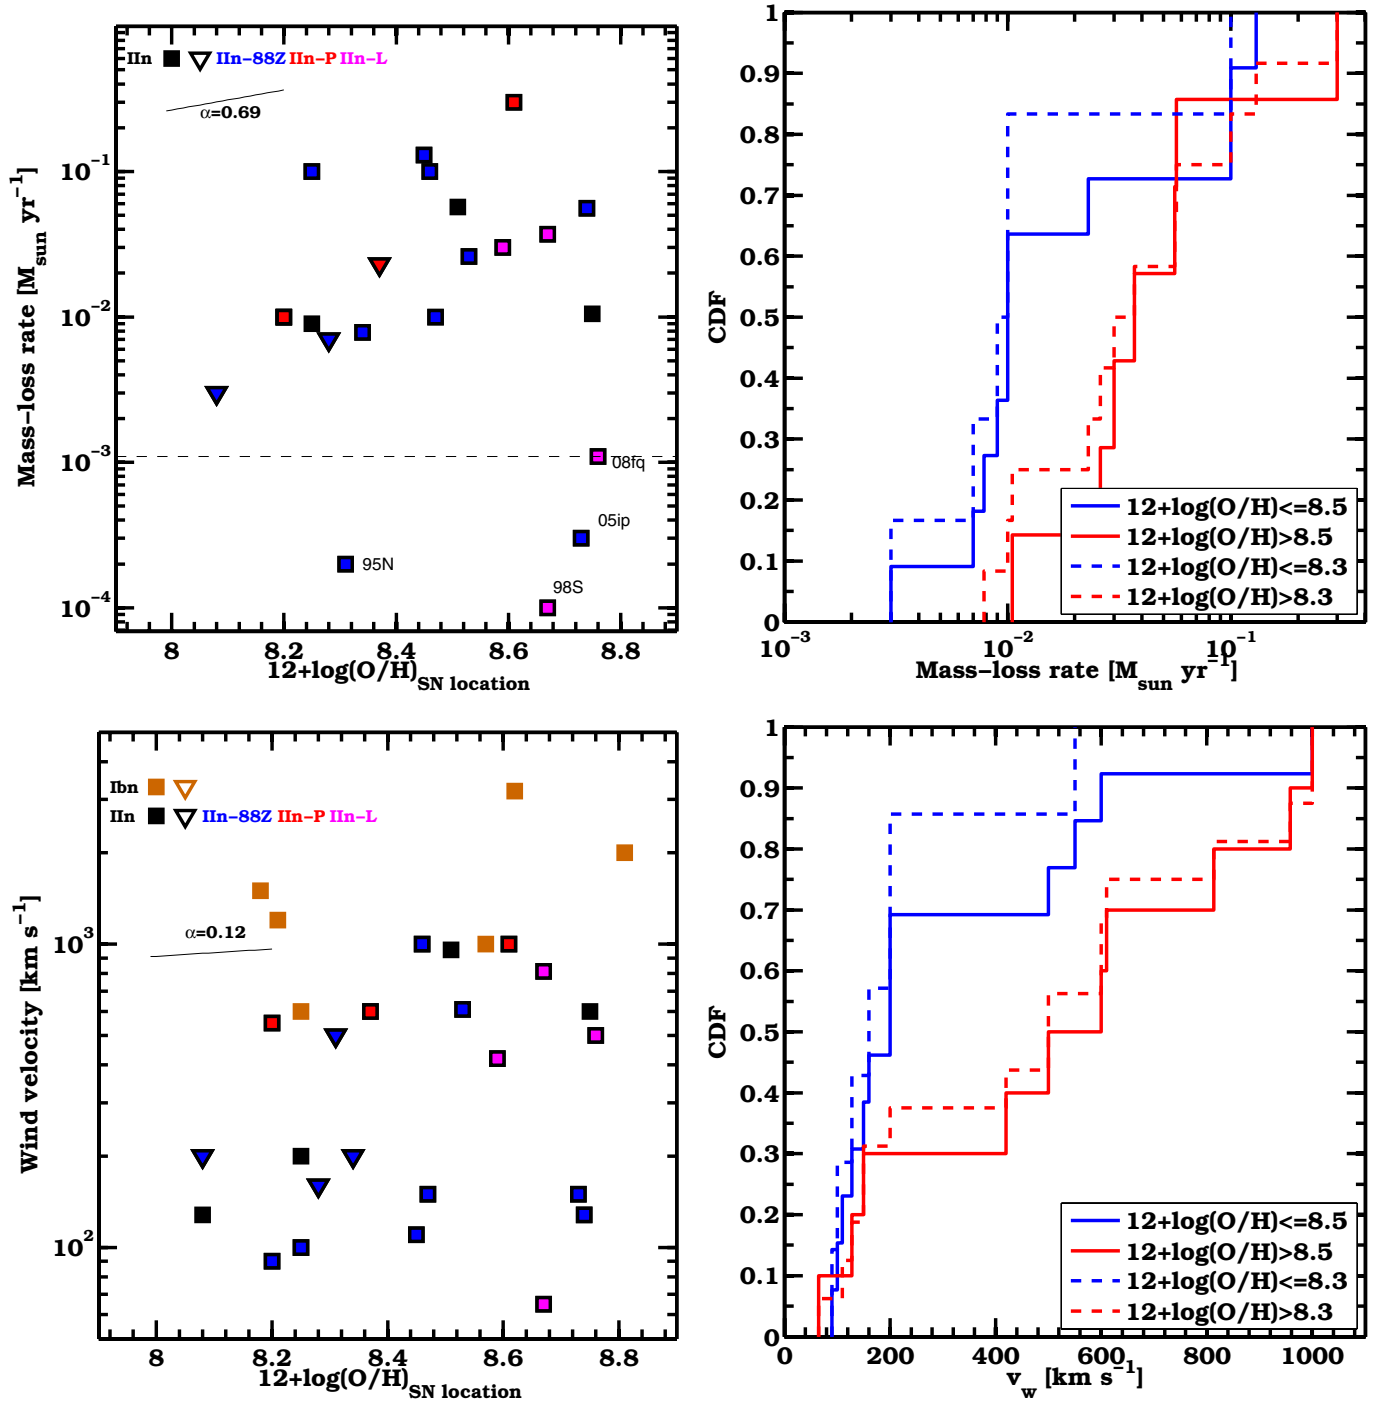 IIn IIn−88Z IIn−P IIn−L
α=0.69
10−1
10−2
10−3
10−4
Mass−loss rate [Msun yr−1]
08fq
05ip
95N
98S
8 8.2 8.4 8.6 8.8
12+log(O/H)SN location
1
0.9
0.8
0.7
0.6
0.5
0.4
0.3
0.2
0.1
0
CDF
12+log(O/H)<=8.5
12+log(O/H)>8.5
12+log(O/H)<=8.3
12+log(O/H)>8.3
10−3 10−2 10−1
Mass−loss rate [Msun yr−1]
Ibn
IIn IIn−88Z IIn−P IIn−L
α=0.12
103
102
Wind velocity [km s−1]
8 8.2 8.4 8.6 8.8
12+log(O/H)SN location
1
0.9
0.8
0.7
0.6
0.5
0.4
0.3
0.2
0.1
0
CDF
12+log(O/H)<=8.5
12+log(O/H)>8.5
12+log(O/H)<=8.3
12+log(O/H)>8.3
0 200 400 600 800 1000
vw [km s−1]